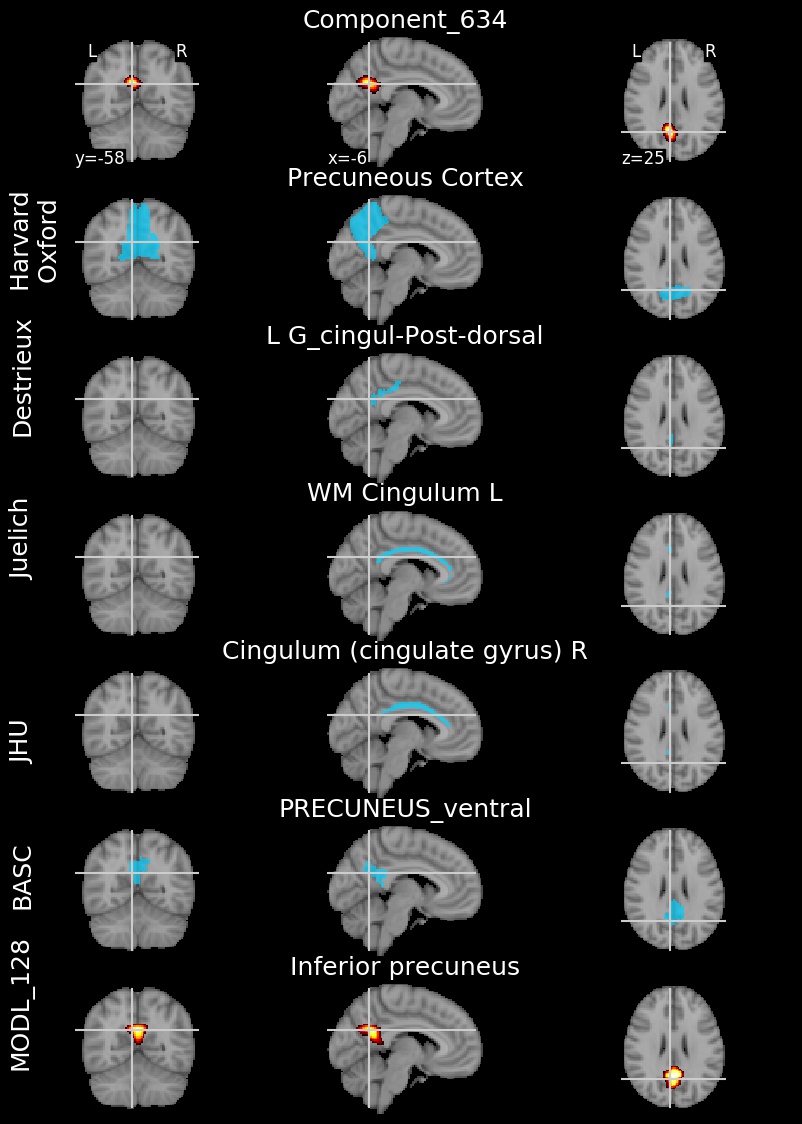 Component_634
L R L R
y=-58 x=-6 z=25
Precuneous Cortex
Harvard
Oxford
L G_cingul-Post-dorsal
Destrieux
WM Cingulum L
Juelich
Cingulum (cingulate gyrus) R
JHU
PRECUNEUS_ventral
BASC
Inferior precuneus
MODL_128